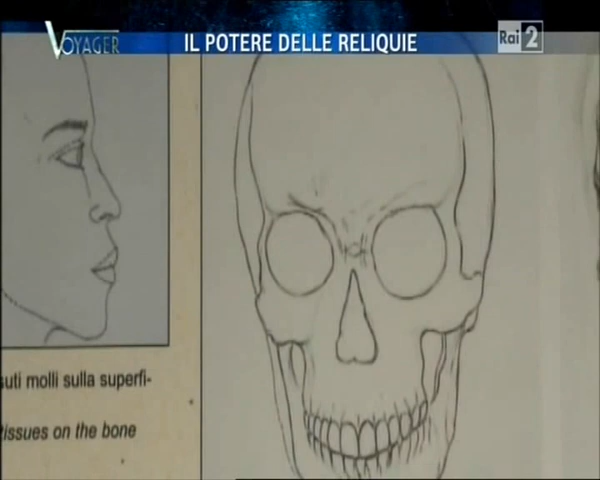 VOYAGER
IL POTERE DELLE RELIQUIE
Rai 2
suti molli sulla superfi-
tissues on the bone